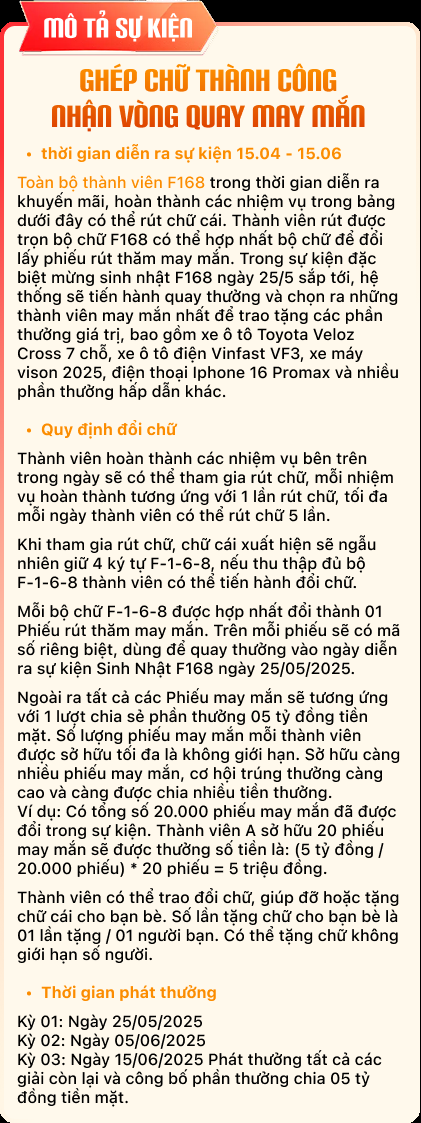 MÔ TẢ SỰ KIỆN
GHÉP CHỮ THÀNH CÔNG
NHẬN VÒNG QUAY MAY MẮN
• thời gian diễn ra sự kiện 15.04 - 15.06
Toàn bộ thành viên F168 trong thời gian diễn ra
khuyến mãi, hoàn thành các nhiệm vụ trong bảng
dưới đây có thể rút chữ cái. Thành viên rút được
trọn bộ chữ F168 có thể hợp nhất bộ chữ để đổi
lấy phiếu rút thăm may mắn. Trong sự kiện đặc
biệt mừng sinh nhật F168 ngày 25/5 sắp tới, hệ
thống sẽ tiến hành quay thưởng và chọn ra những
thành viên may mắn nhất để trao tặng các phần
thưởng giá trị, bao gồm xe ô tô Toyota Veloz
Cross 7 chỗ, xe ô tô điện Vinfast VF3, xe máy
vison 2025, điện thoại Iphone 16 Promax và nhiều
phần thưởng hấp dẫn khác.
• Quy định đổi chữ
Thành viên hoàn thành các nhiệm vụ bên trên
trong ngày sẽ có thể tham gia rút chữ, mỗi nhiệm
vụ hoàn thành tương ứng với 1 lần rút chữ, tối đa
mỗi ngày thành viên có thể rút chữ 5 lần.
Khi tham gia rút chữ, chữ cái xuất hiện sẽ ngẫu
nhiên giữ 4 ký tự F-1-6-8, nếu thu thập đủ bộ
F-1-6-8 thành viên có thể tiến hành đổi chữ.
Mỗi bộ chữ F-1-6-8 được hợp nhất đổi thành 01
Phiếu rút thăm may mắn. Trên mỗi phiếu sẽ có mã
số riêng biệt, dùng để quay thưởng vào ngày diễn
ra sự kiện Sinh Nhật F168 ngày 25/05/2025.
Ngoài ra tất cả các Phiếu may mắn sẽ tương ứng
với 1 lượt chia sẻ phần thưởng 05 tỷ đồng tiền
mặt. Số lượng phiếu may mắn mỗi thành viên
được sở hữu tối đa là không giới hạn. Sở hữu càng
nhiều phiếu may mắn, cơ hội trúng thưởng càng
cao và càng được chia nhiều tiền thưởng.
Ví dụ: Có tổng số 20.000 phiếu may mắn đã được
đổi trong sự kiện. Thành viên A sở hữu 20 phiếu
may mắn sẽ được thưởng số tiền là: (5 tỷ đồng /
20.000 phiếu) * 20 phiếu = 5 triệu đồng.
Thành viên có thể trao đổi chữ, giúp đỡ hoặc tặng
chữ cái cho bạn bè. Số lần tặng chữ cho bạn bè là
01 lần tặng / 01 người bạn. Có thể tặng chữ không
giới hạn số người.
• Thời gian phát thưởng
Kỳ 01: Ngày 25/05/2025
Kỳ 02: Ngày 05/06/2025
Kỳ 03: Ngày 15/06/2025 Phát thưởng tất cả các
giải còn lại và công bố phần thưởng chia 05 tỷ
đồng tiền mặt.